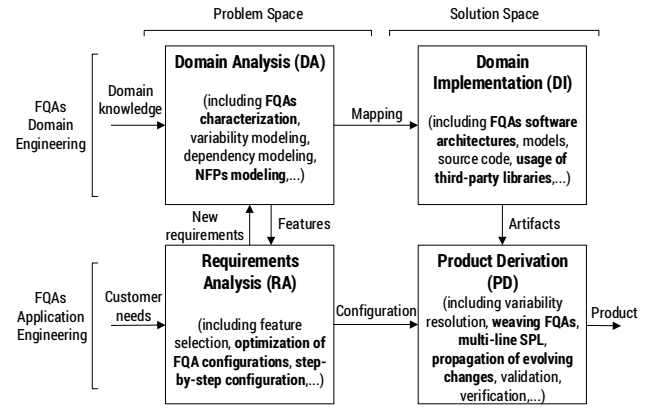 Problem Space
Solution Space
FQAs
Domain
Engineering
Domain
knowledge
Domain Analysis (DA)
(including FQAs
characterization,
variability modeling,
dependency modeling,
NFPs modeling,...)
Mapping
Domain
Implementation (DI)
(including FQAs software
architectures, models,
source code, usage of
third-party libraries,...)
New
requirements
Features
Artifacts
FQAs
Application
Engineering
Customer
needs
Requirements
Analysis (RA)
(including feature
selection, optimization of
FQA configurations, step-
by-step configuration,...)
Configuration
Product Derivation
(PD)
(including variability
resolution, weaving FQAs,
multi-line SPL,
propagation of evolving
changes, validation,
verification,...)
Product